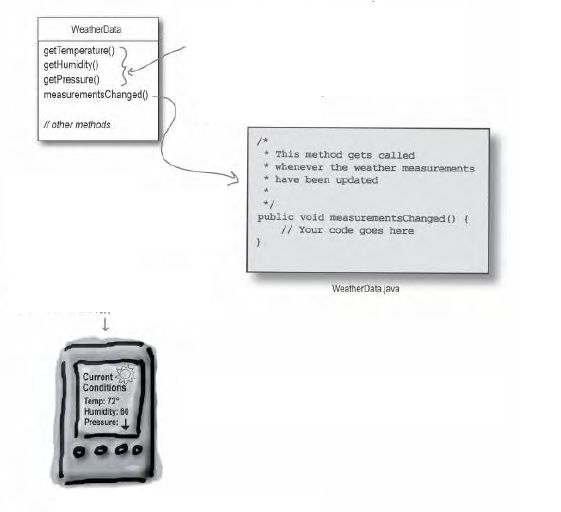 WeatherData
getTemperature()
getHumidity()
getPressure()
measurementsChanged()
// other methods
/*
* This method gets called
* whenever the weather measurements
* have been updated
*
*/
public void measurementsChanged() {
// Your code goes here
}
WeatherData.java
Current
Conditions
Temp: 72°
Humidity: 60
Pressure: